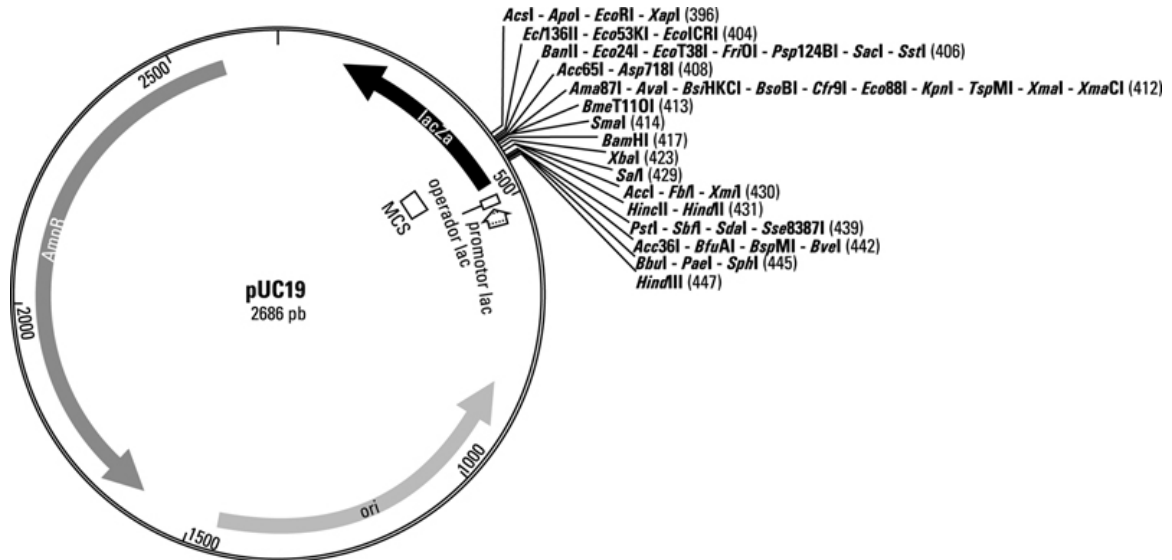 AcsI - ApoI - EcoRI - XapI (396)
Ecl136II - Eco53KI - EcoICRI (404)
BanII - Eco24I - EcoT38I - FriOI - Psp124BI - SacI - SstI (406)
Acc65I - Asp718I (408)
Ama87I - AvaI - BsiHKCI - BsoBI - Cfr9I - Eco88I - KpnI - TspMI - XmaI - XmaCI (412)
BmeT110I (413)
SmaI (414)
BamHI (417)
XbaI (423)
SalI (429)
AccI - FblI - XmiI (430)
HincII - HindII (431)
PstI - SbfI - SdaI - Sse8387I (439)
Acc36I - BfuAI - BspMI - BveI (442)
BbuI - PaeI - SphI (445)
HindIII (447)
2500
lacZa
500
MCS
operador lac
promotor lac
AmpR
pUC19
2686 pb
2000
1000
ori
1500